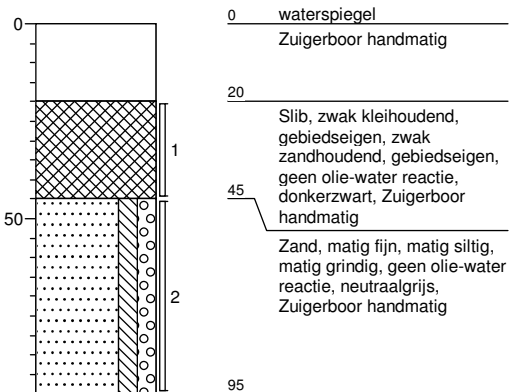 0
0 waterspiegel
Zuigerboor handmatig
20
Slib, zwak kleihoudend,
gebiedseigen, zwak
zandhoudend, gebiedseigen,
geen olie-water reactie,
donkerzwart, Zuigerboor
handmatig
1
45
50
Zand, matig fijn, matig siltig,
matig grindig, geen olie-water
reactie, neutraalgrijs,
Zuigerboor handmatig
2
95